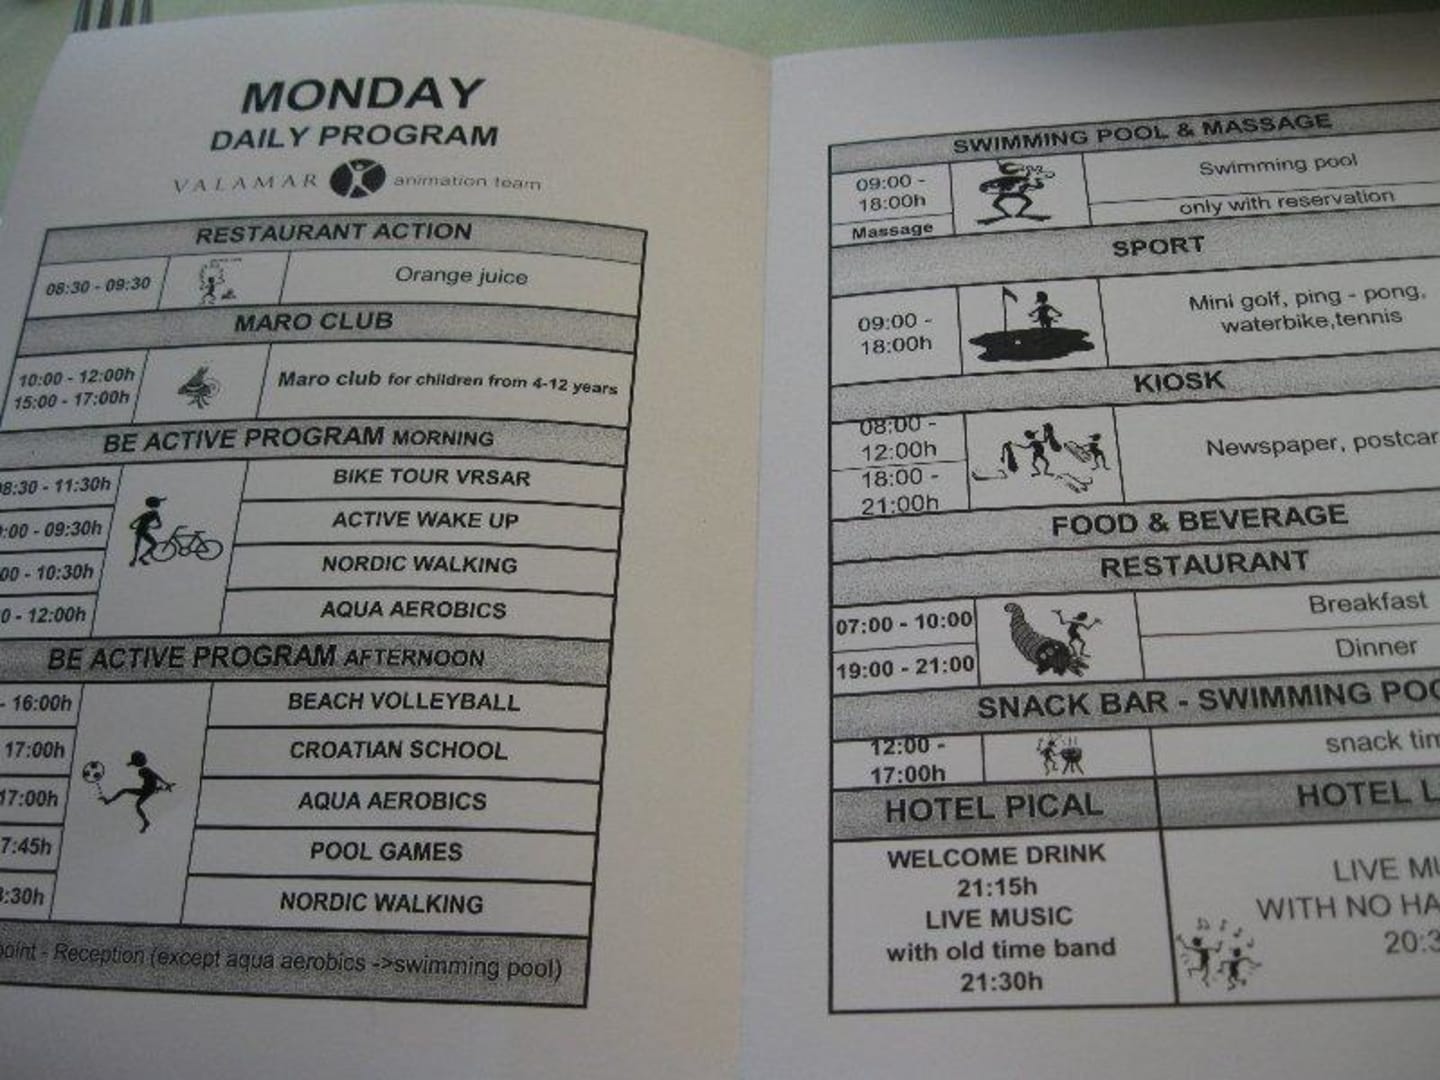 MONDAY
DAILY PROGRAM
VALAMAR animation team
RESTAURANT ACTION
08:30 - 09:30 Orange juice
MARO CLUB
10:00 - 12:00h
15:00 - 17:00h
Maro club for children from 4-12 years
BE ACTIVE PROGRAM MORNING
08:30 - 11:30h BIKE TOUR VRSAR
:00 - 09:30h ACTIVE WAKE UP
00 - 10:30h NORDIC WALKING
0 - 12:00h AQUA AEROBICS
BE ACTIVE PROGRAM AFTERNOON
- 16:00h BEACH VOLLEYBALL
17:00h CROATIAN SCHOOL
17:00h AQUA AEROBICS
7:45h POOL GAMES
:30h NORDIC WALKING
point - Reception (except aqua aerobics ->swimming pool)
SWIMMING POOL & MASSAGE
09:00 -
18:00h
Swimming pool
Massage only with reservation
SPORT
09:00 -
18:00h
Mini golf, ping - pong,
waterbike,tennis
KIOSK
08:00 -
12:00h
18:00 -
21:00h
Newspaper, postcar
FOOD & BEVERAGE
RESTAURANT
07:00 - 10:00 Breakfast
19:00 - 21:00 Dinner
SNACK BAR - SWIMMING POO
12:00 -
17:00h
snack tim
HOTEL PICAL
WELCOME DRINK
21:15h
LIVE MUSIC
with old time band
21:30h
HOTEL L
LIVE MU
WITH NO HA
20:3